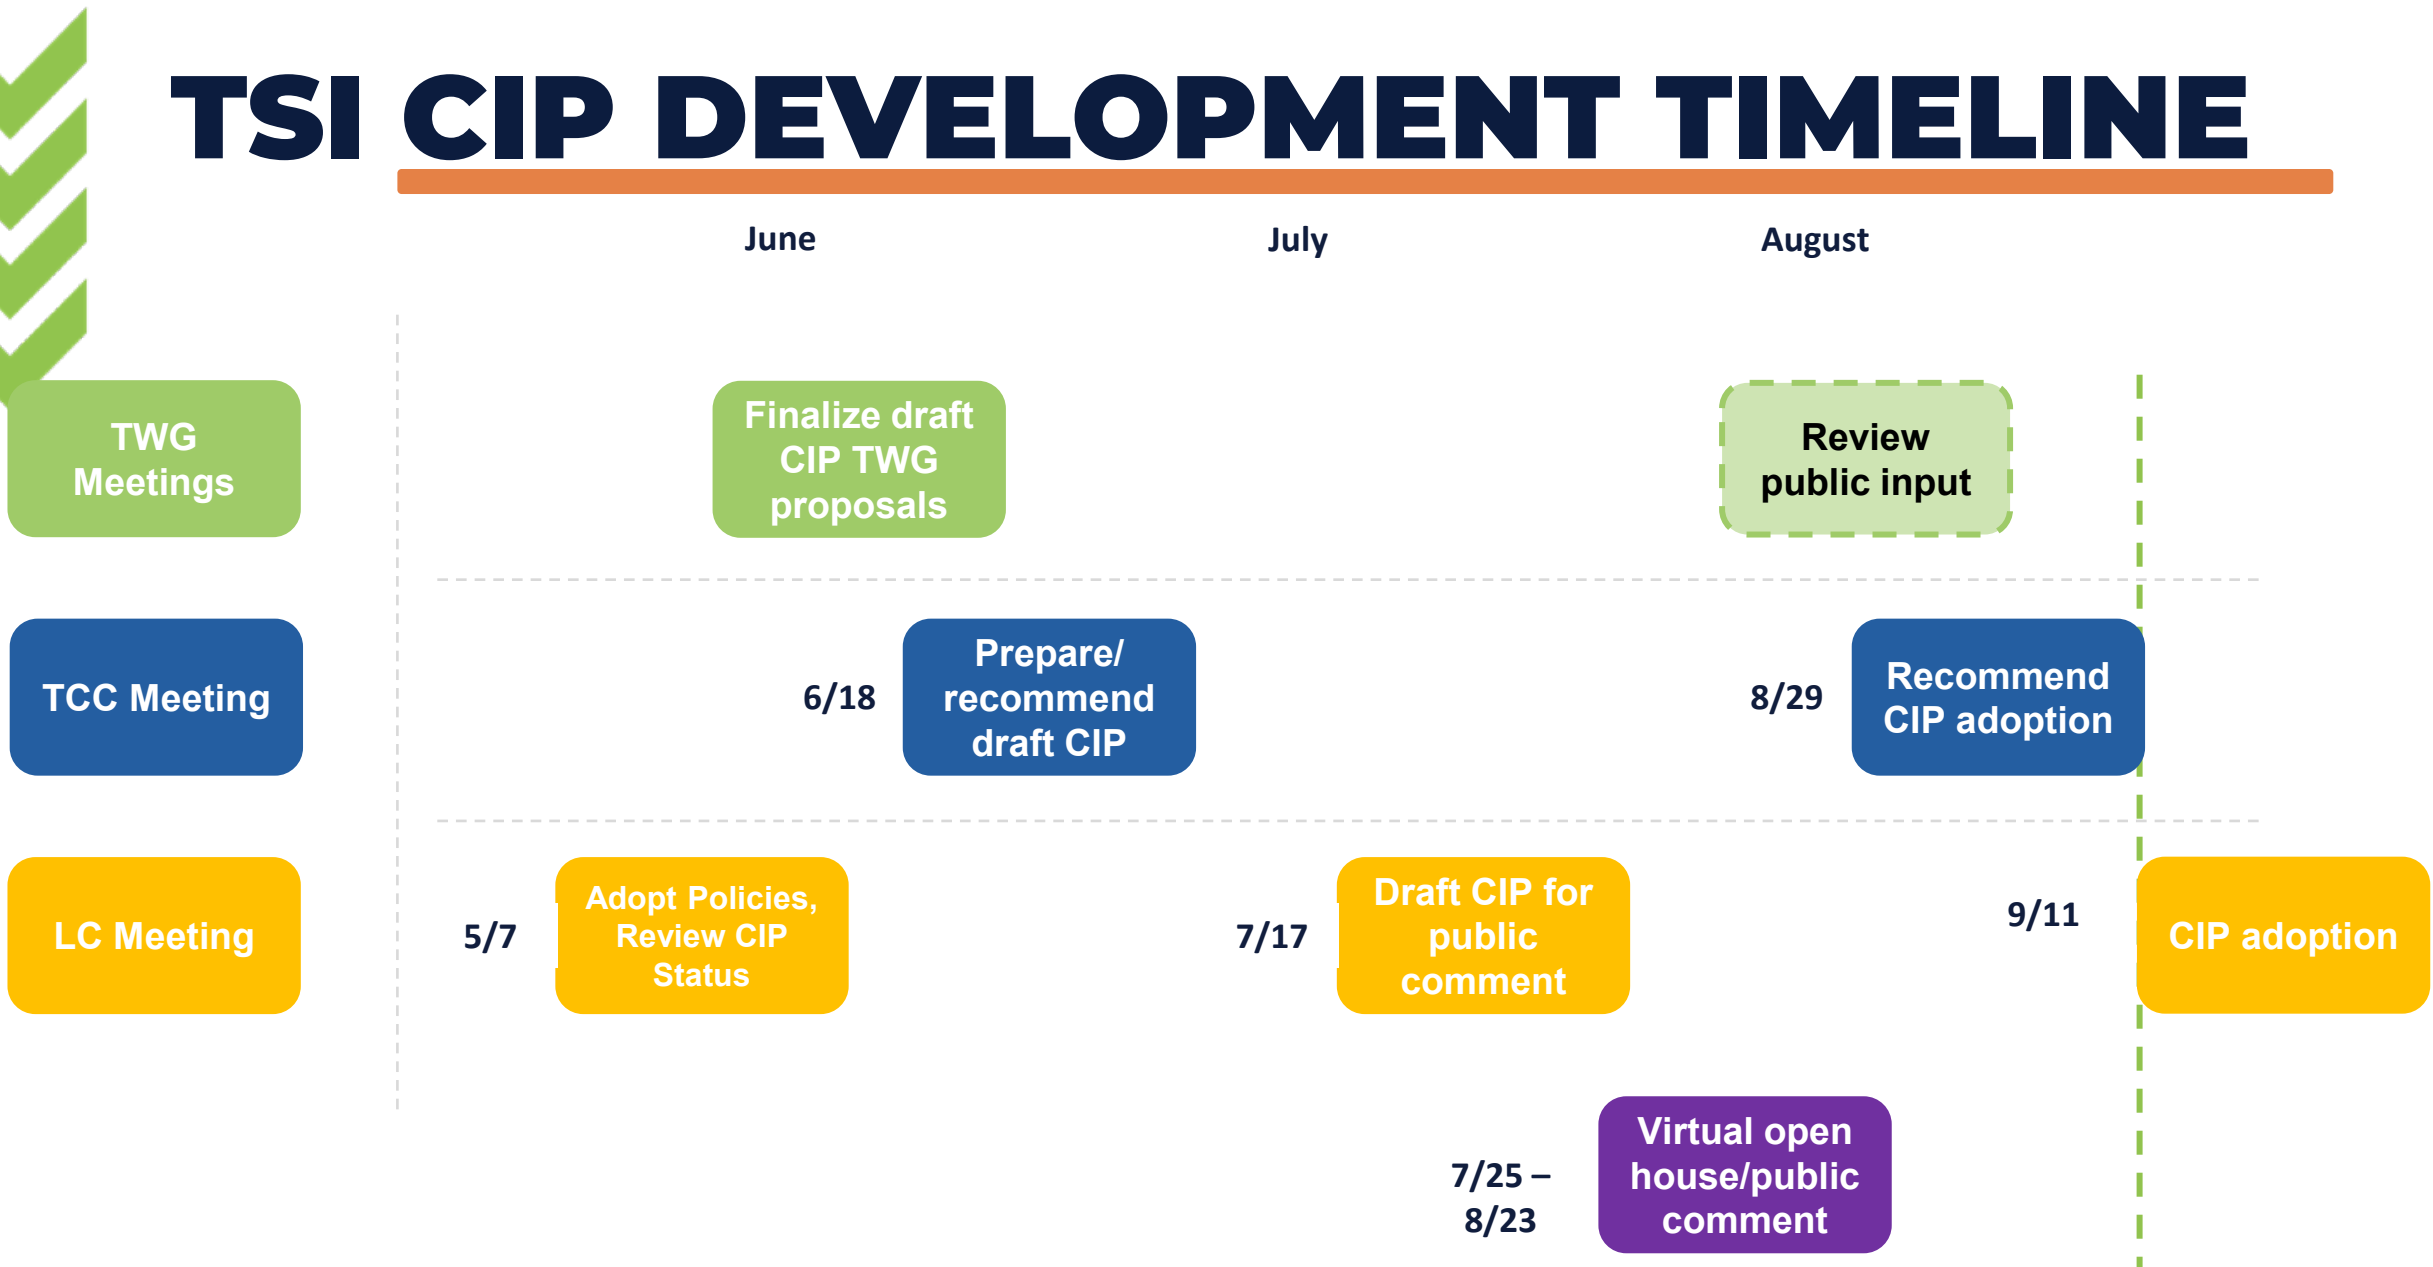 TSI CIP DEVELOPMENT TIMELINE
June
July
August
TWG
Meetings
Finalize draft
CIP TWG
proposals
Review
public input
TCC Meeting
6/18
Prepare/
recommend
draft CIP
8/29
Recommend
CIP adoption
LC Meeting
5/7
Adopt Policies,
Review CIP
Status
7/17
Draft CIP for
public
comment
9/11
CIP adoption
7/25 –
8/23
Virtual open
house/public
comment